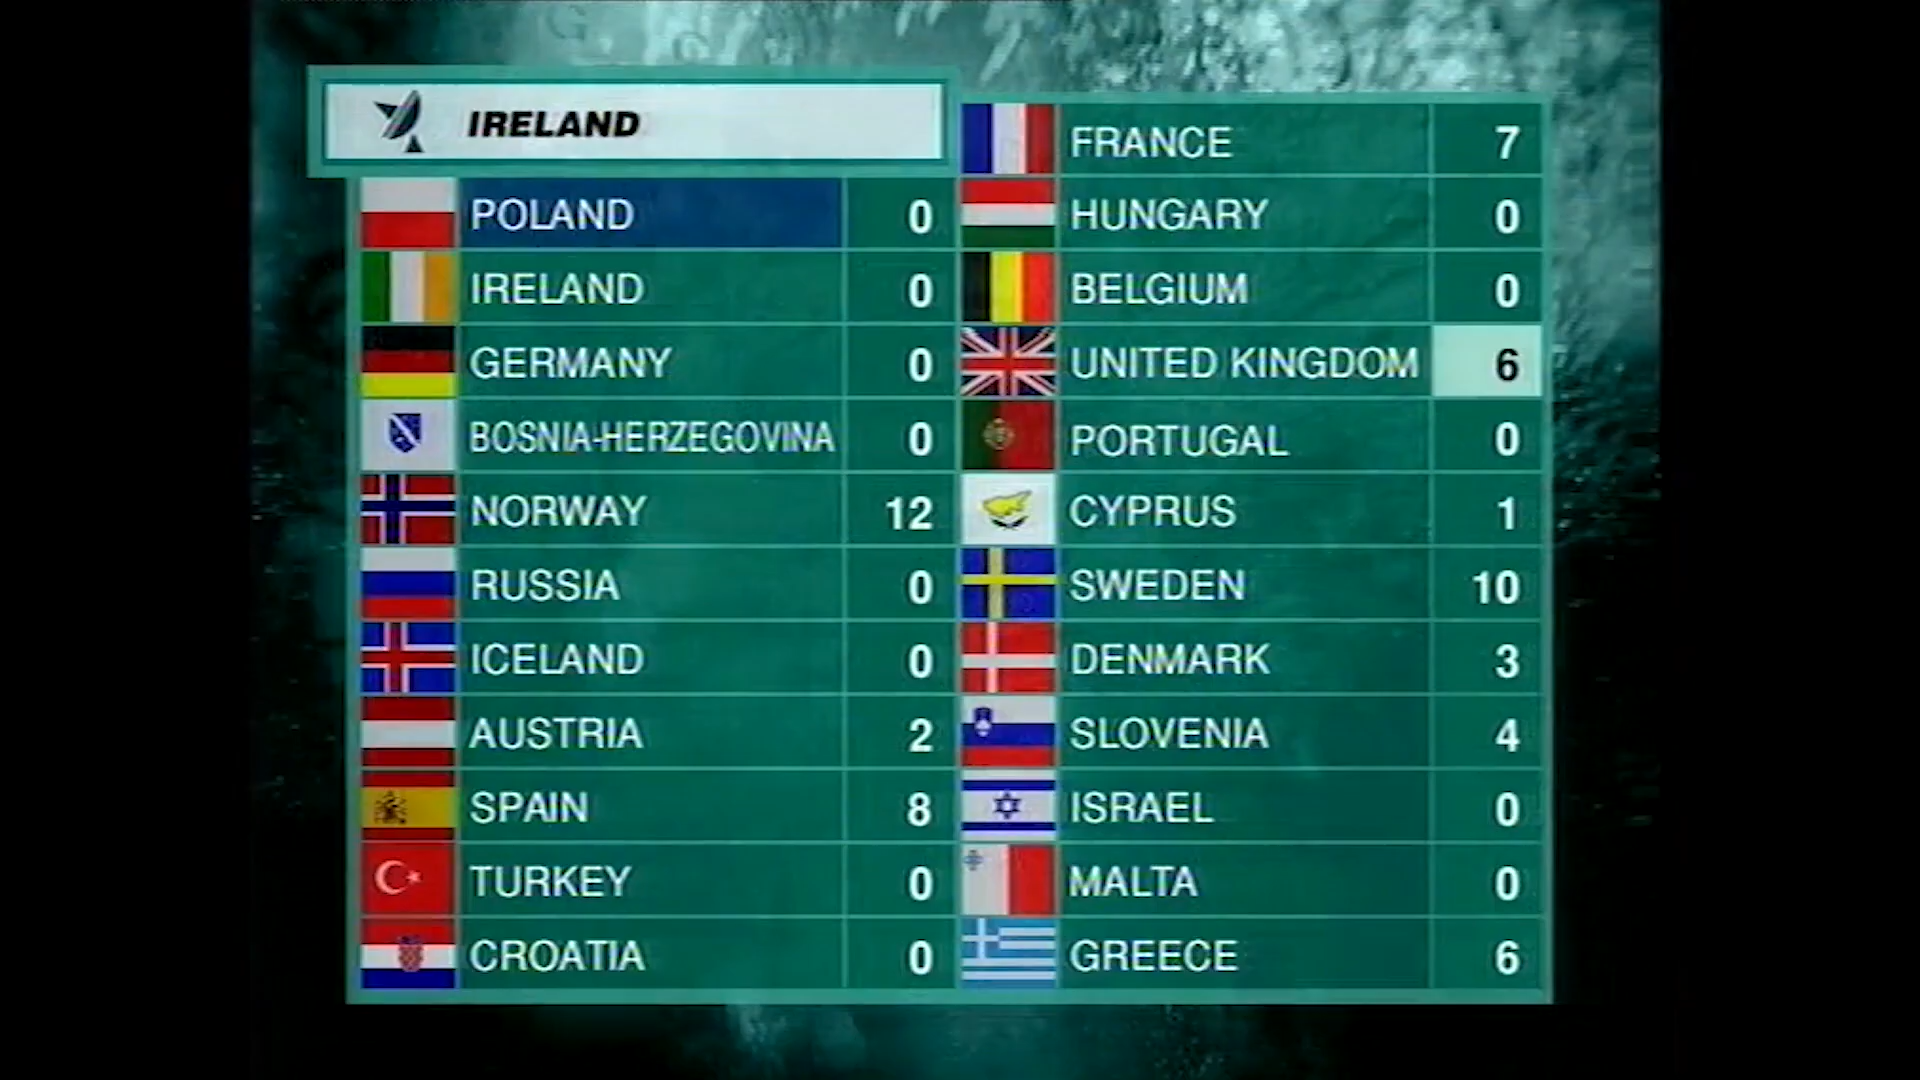 IRELAND
POLAND 0
IRELAND 0
GERMANY 0
BOSNIA-HERZEGOVINA 0
NORWAY 12
RUSSIA 0
ICELAND 0
AUSTRIA 2
SPAIN 8
TURKEY 0
CROATIA 0
FRANCE 7
HUNGARY 0
BELGIUM 0
UNITED KINGDOM 6
PORTUGAL 0
CYPRUS 1
SWEDEN 10
DENMARK 3
SLOVENIA 4
ISRAEL 0
MALTA 0
GREECE 6